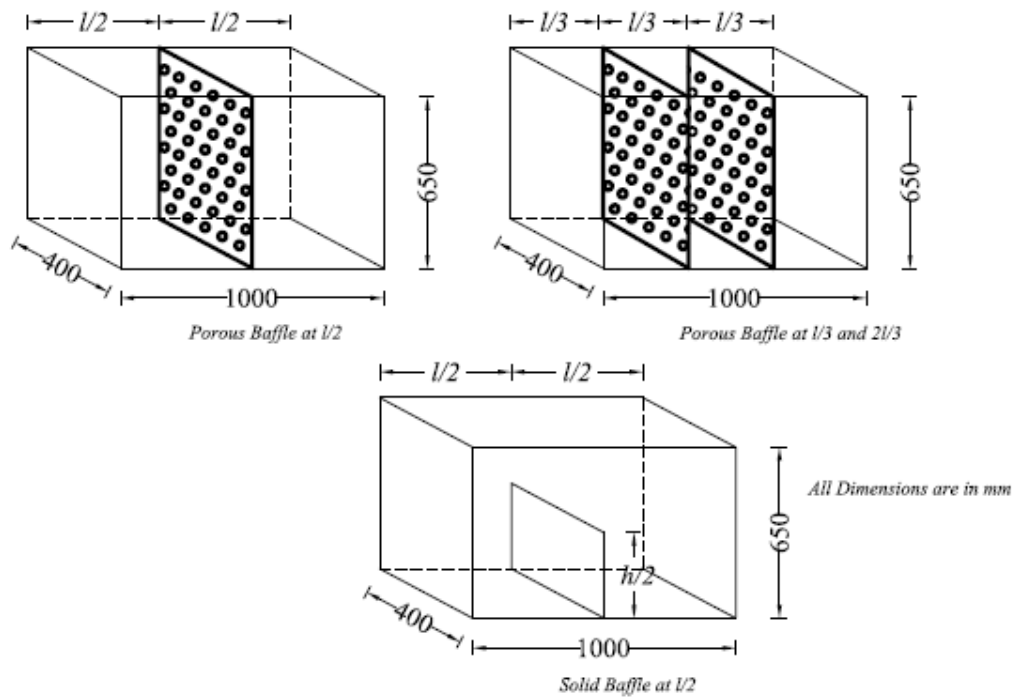 l/2 l/2
650
400
1000
Porous Baffle at l/2
l/3 l/3 l/3
650
400
1000
Porous Baffle at l/3 and 2l/3
l/2 l/2
h/2
650
400
1000
Solid Baffle at l/2
All Dimensions are in mm